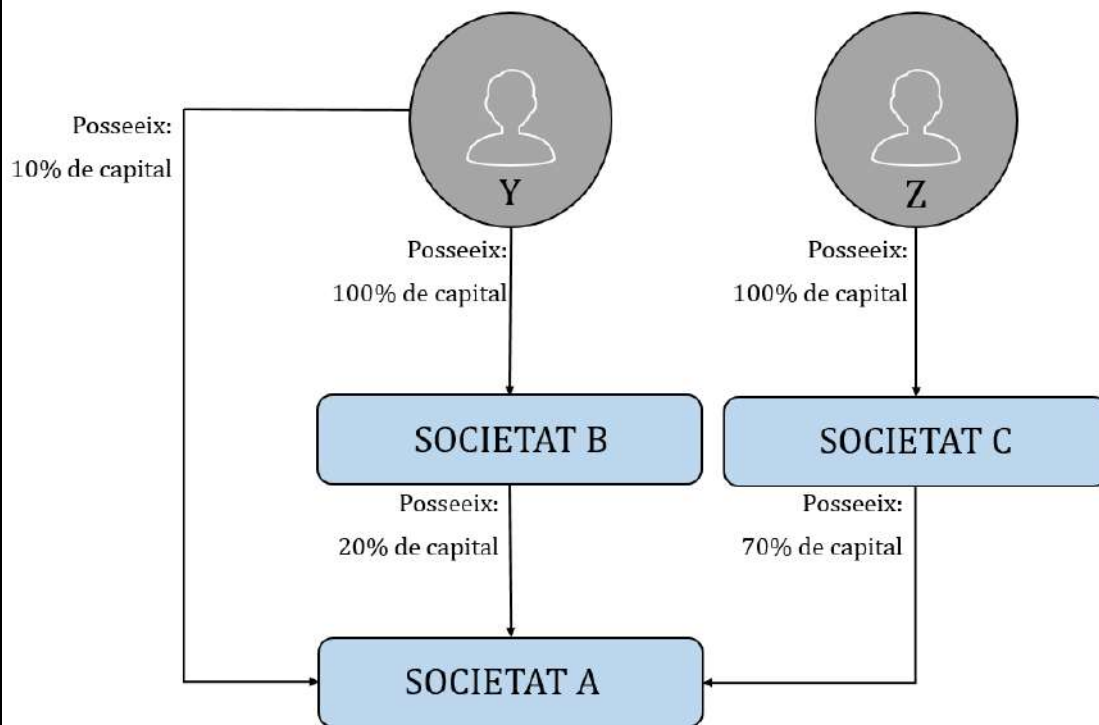 Posseeix:
10% de capital
Y
Z
Posseeix:
100% de capital
Posseeix:
100% de capital
SOCIETAT B
SOCIETAT C
Posseeix:
20% de capital
Posseeix:
70% de capital
SOCIETAT A